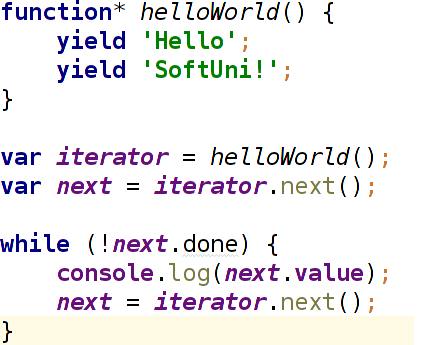 function* helloWorld() {
    yield 'Hello';
    yield 'SoftUni!';
}

var iterator = helloWorld();
var next = iterator.next();

while (!next.done) {
    console.log(next.value);
    next = iterator.next();
}